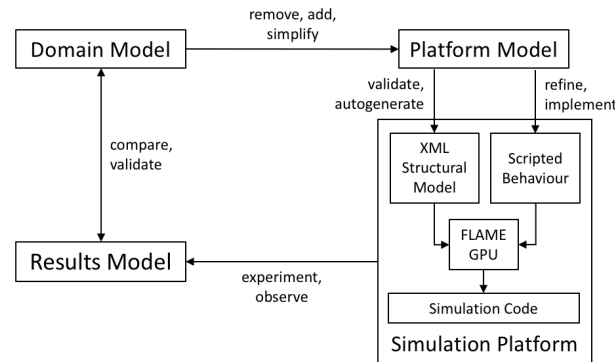 remove, add,
simplify
Domain Model
Platform Model
validate,
autogenerate
refine,
implement
compare,
validate
XML
Structural
Model
Scripted
Behaviour
FLAME
GPU
Results Model
experiment,
observe
Simulation Code
Simulation Platform